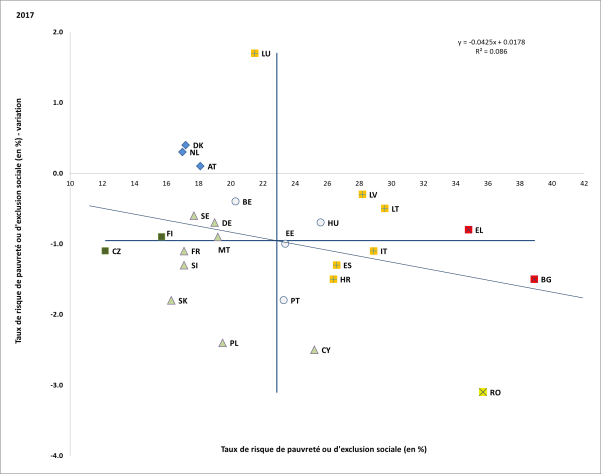 2017
y = -0.0425x + 0.0178
R² = 0.086
Taux de risque de pauvreté ou d'exclusion sociale (en %) - variation
2.0
1.0
0.0
-1.0
-2.0
-3.0
-4.0
10 12 14 16 18 20 22 24 26 28 30 32 34 36 38 40 42
LU
DK
NL
AT
BE
LV
LT
SE
DE
HU
EL
FI
EE
MT
CZ
FR
IT
SI
ES
HR
BG
SK
PT
PL
CY
RO
Taux de risque de pauvreté ou d'exclusion sociale (en %)